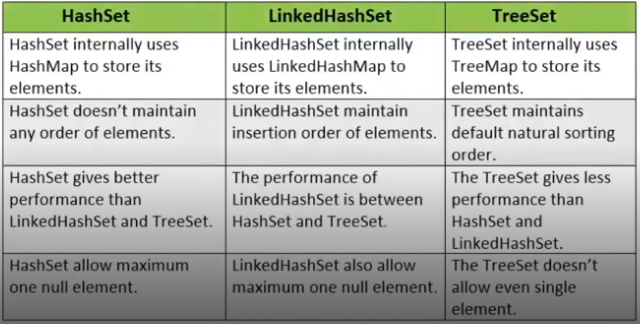 HashSet
LinkedHashSet
TreeSet
HashSet internally uses
HashMap to store its
elements.
LinkedHashSet internally
uses LinkedHashMap to
store its elements.
TreeSet internally uses
TreeMap to store its
elements.
HashSet doesn't maintain
any order of elements.
LinkedHashSet maintain
insertion order of elements.
TreeSet maintains
default natural sorting
order.
HashSet gives better
performance than
LinkedHashSet and TreeSet.
The performance of
LinkedHashSet is between
HashSet and TreeSet.
The TreeSet gives less
performance than
HashSet and
LinkedHashSet.
HashSet allow maximum
one null element.
LinkedHashSet also allow
maximum one null element.
The TreeSet doesn't
allow even single
element.